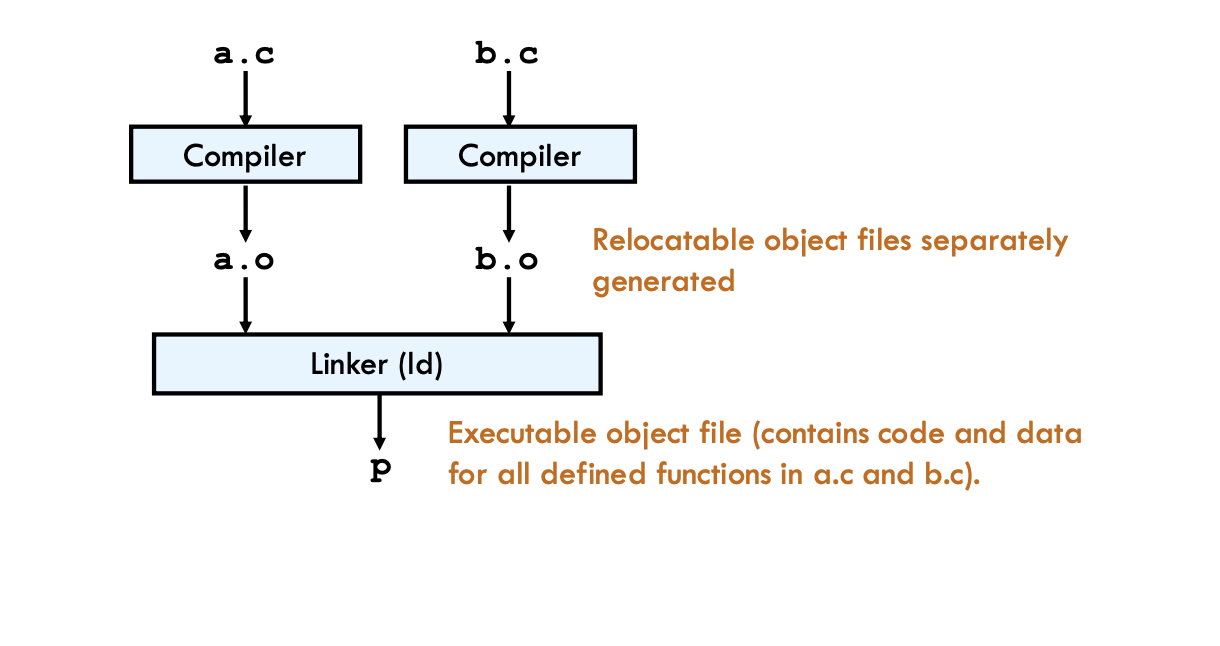 a.c
b.c
Compiler
Compiler
a.o
b.o
Relocatable object files separately
generated
Linker (ld)
p
Executable object file (contains code and data
for all defined functions in a.c and b.c).